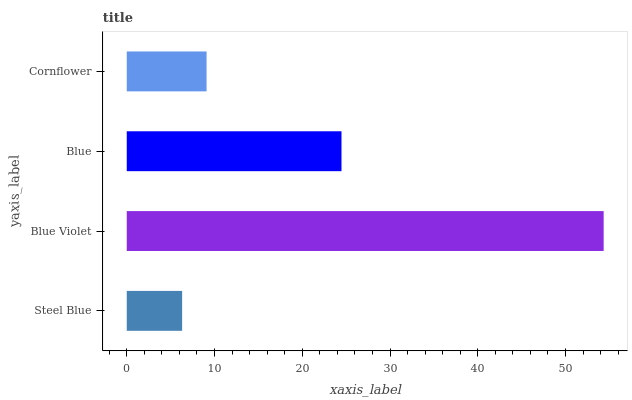 title
Cornflower
Blue
Blue Violet
Steel Blue
yaxis_label
0 10 20 30 40 50
xaxis_label